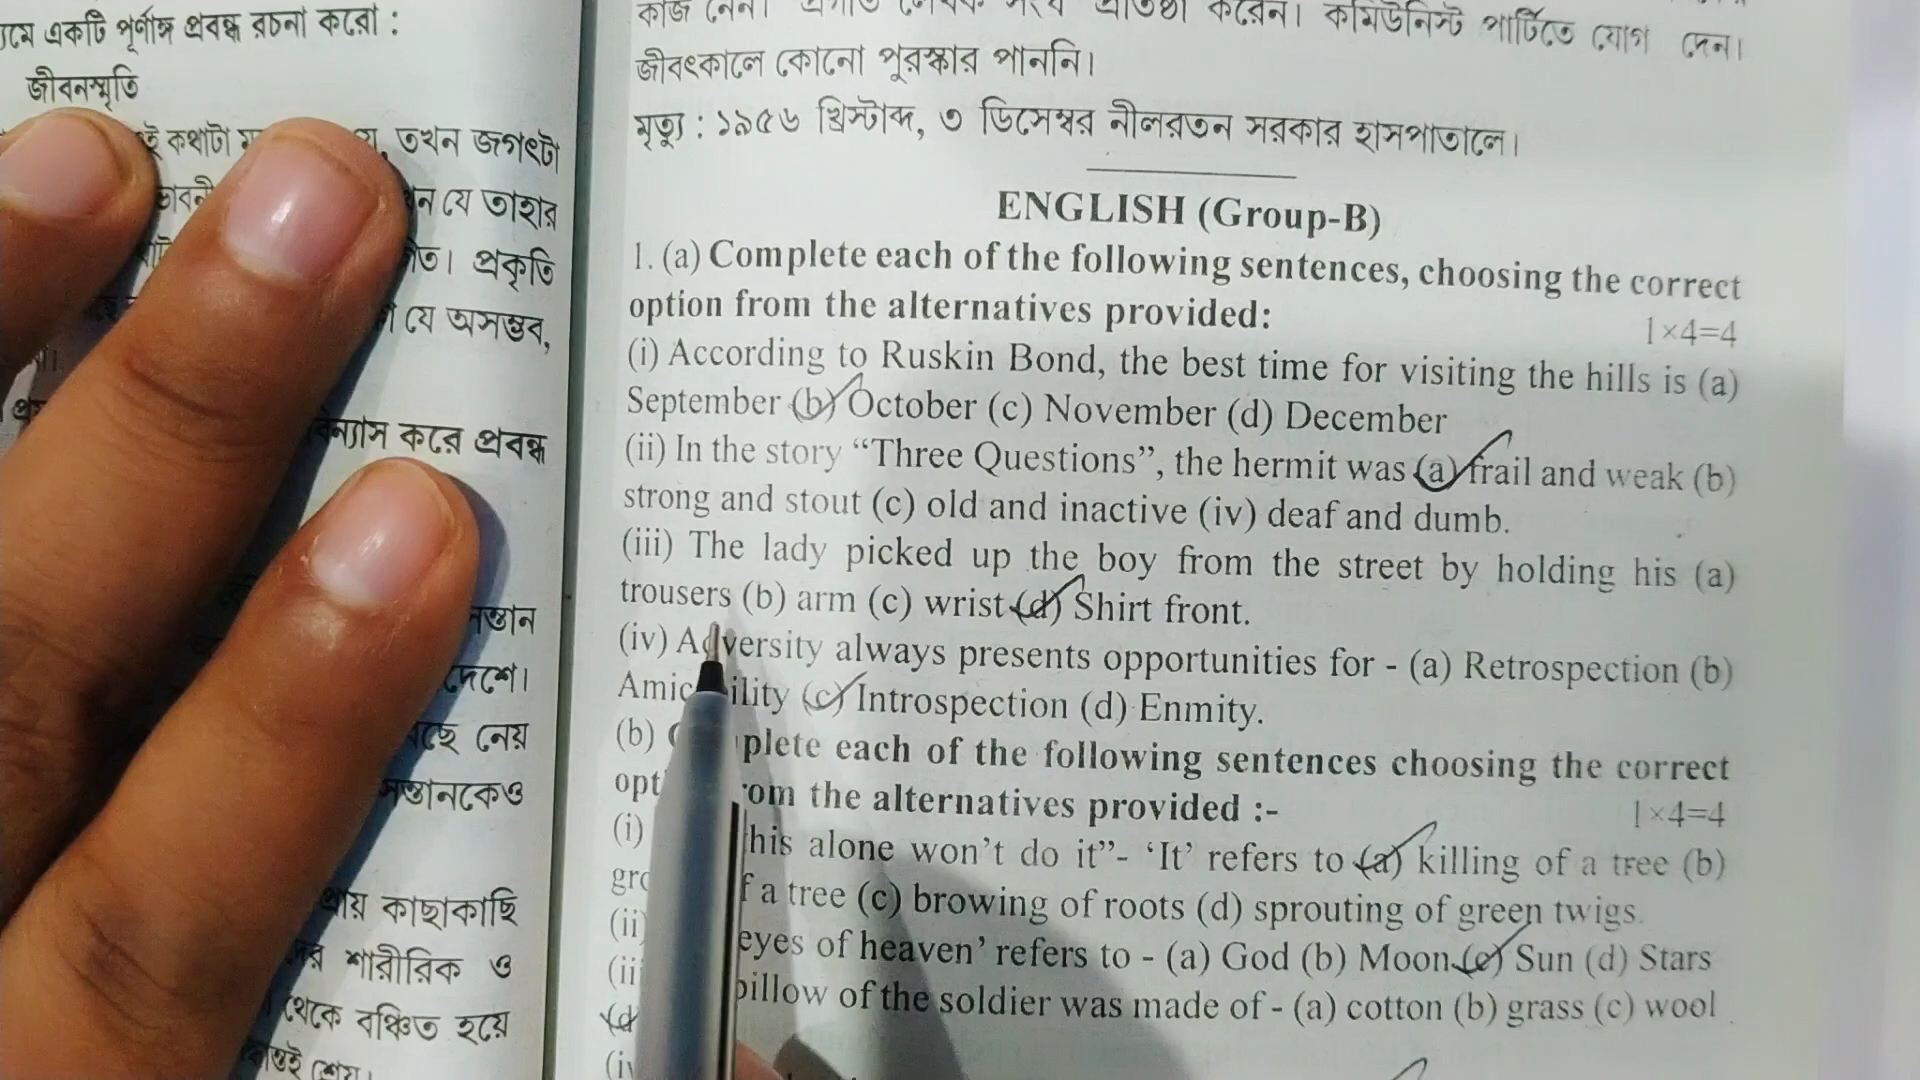 একটি পূর্ণাঙ্গ প্রবন্ধ রচনা করো :
জীবনস্মৃতি
কথাটা তখন জগৎটা
যে তাহার
প্রকৃতি
যে অসম্ভব,
করে প্রবন্ধ
দেশে।
নেয়
কাছাকাছি
শারীরিক ও
থেকে বঞ্চিত হয়ে
করেন। কমিউনিস্ট পার্টিতে যোগ দেন।
জীবৎকালে কোনো পুরস্কার পাননি।
মৃত্যু : ১৯৫৬ খ্রিস্টাব্দ, ৩ ডিসেম্বর নীলরতন সরকার হাসপাতালে।
ENGLISH (Group-B)
1. (a) Complete each of the following sentences, choosing the correct
option from the alternatives provided: 1×4=4
(i) According to Ruskin Bond, the best time for visiting the hills is (a)
September (b) October (c) November (d) December
(ii) In the story “Three Questions”, the hermit was (a) frail and weak (b)
strong and stout (c) old and inactive (iv) deaf and dumb.
(iii) The lady picked up the boy from the street by holding his (a)
trousers (b) arm (c) wrist (d) Shirt front.
(iv) Adversity always presents opportunities for - (a) Retrospection (b)
(c) Introspection (d) Enmity.
(b) each of the following sentences choosing the correct
the alternatives provided :- 1×4=4
(i) alone won’t do it”- ‘It’ refers to (a) killing of a tree (b)
a tree (c) browing of roots (d) sprouting of green twigs.
(ii) eyes of heaven’ refers to - (a) God (b) Moon (c) Sun (d) Stars
pillow of the soldier was made of - (a) cotton (b) grass (c) wool
(d